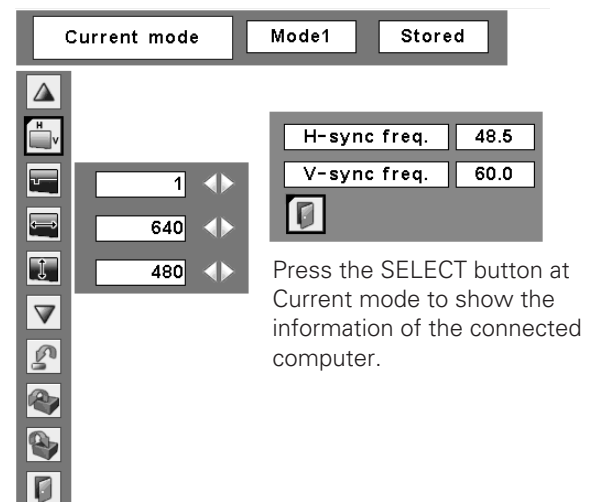 Current mode Mode1 Stored
H V
H-sync freq. 48.5
V-sync freq. 60.0
1
640
480
Press the SELECT button at
Current mode to show the
information of the connected
computer.